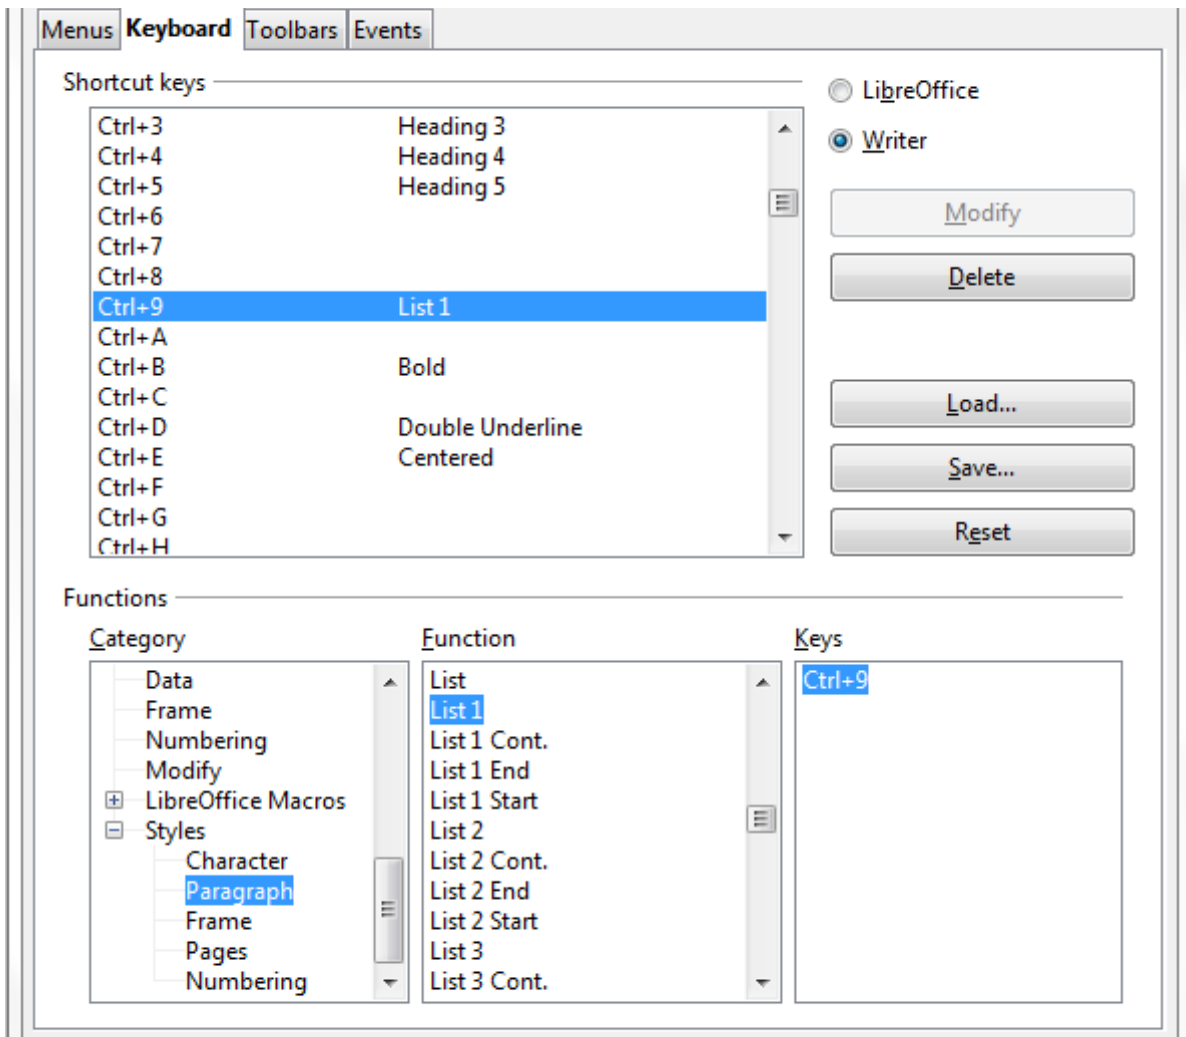 Menus Keyboard Toolbars Events
Shortcut keys
Ctrl+3 Heading 3
Ctrl+4 Heading 4
Ctrl+5 Heading 5
Ctrl+6
Ctrl+7
Ctrl+8
Ctrl+9 List 1
Ctrl+A
Ctrl+B Bold
Ctrl+C
Ctrl+D Double Underline
Ctrl+E Centered
Ctrl+F
Ctrl+G
Ctrl+H
LibreOffice
Writer
Modify
Delete
Load...
Save...
Reset
Functions
Category
Data
Frame
Numbering
Modify
LibreOffice Macros
Styles
Character
Paragraph
Frame
Pages
Numbering
Function
List
List 1
List 1 Cont.
List 1 End
List 1 Start
List 2
List 2 Cont.
List 2 End
List 2 Start
List 3
List 3 Cont.
Keys
Ctrl+9